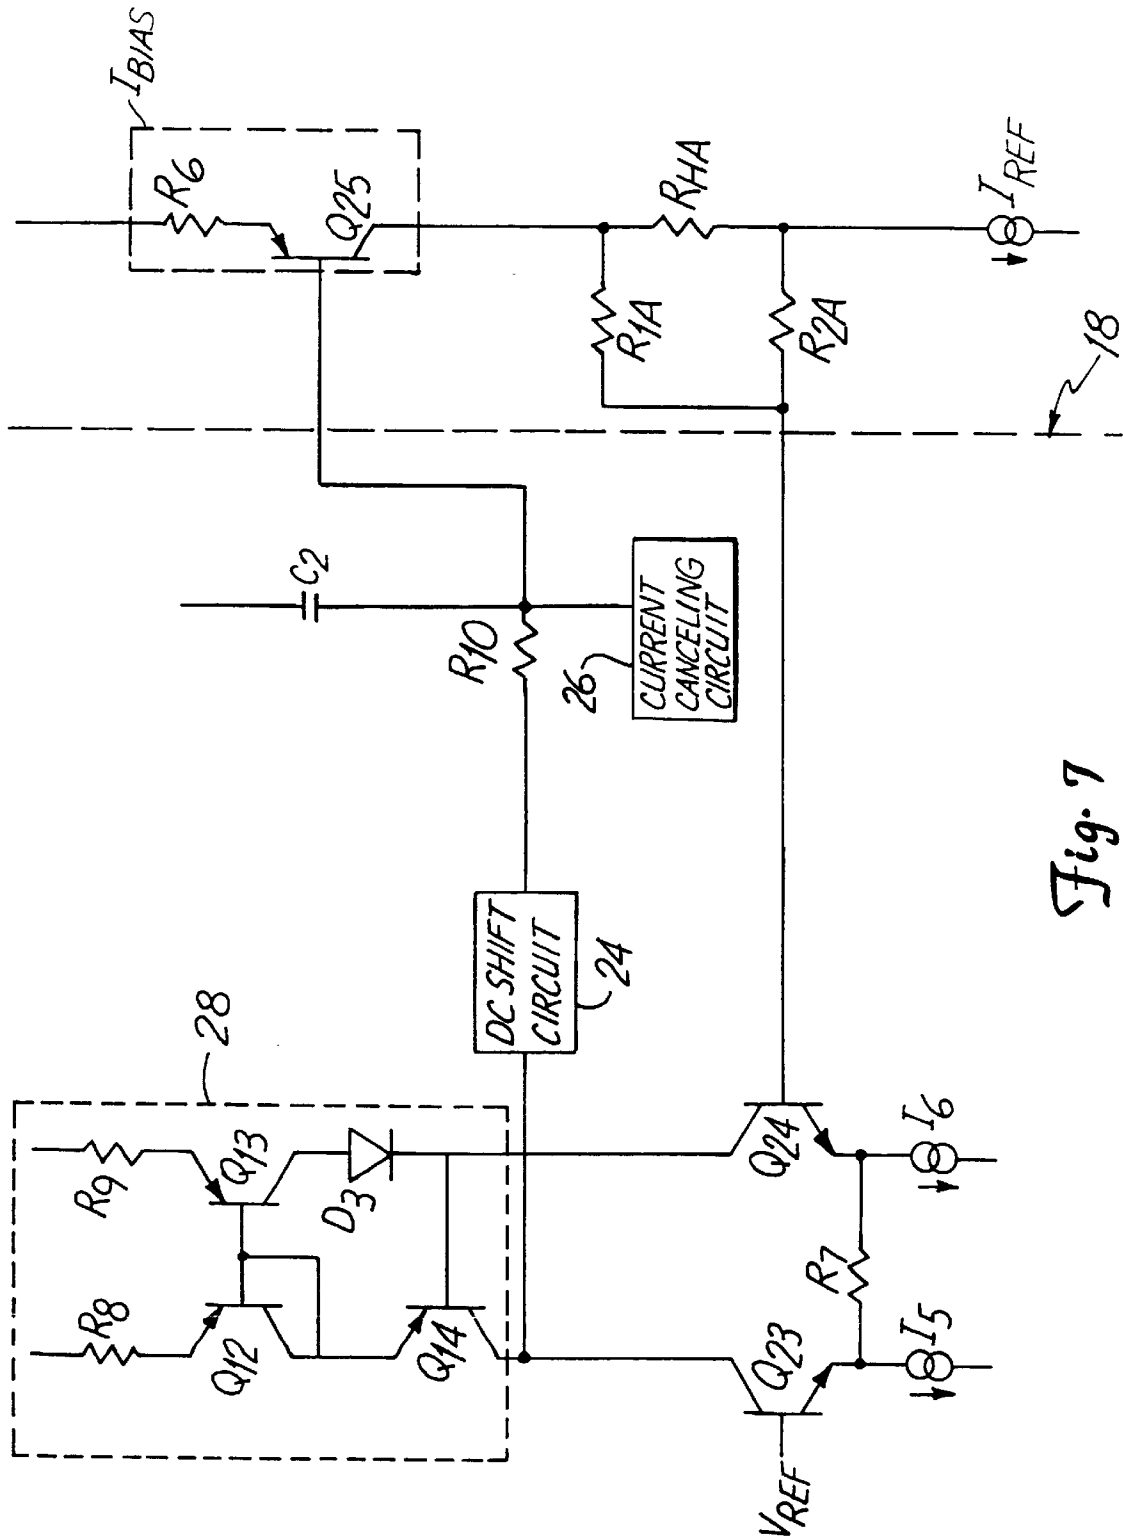 I_BIAS
R6
Q25
R1A
RHA
R2A
I_REF
18
C2
R10
26
CURRENT
CANCELING
CIRCUIT
DC SHIFT
CIRCUIT
24
28
R9
Q13
D3
R8
Q12
Q14
Q24
I6
R7
Q23
I5
V_REF
Fig. 7